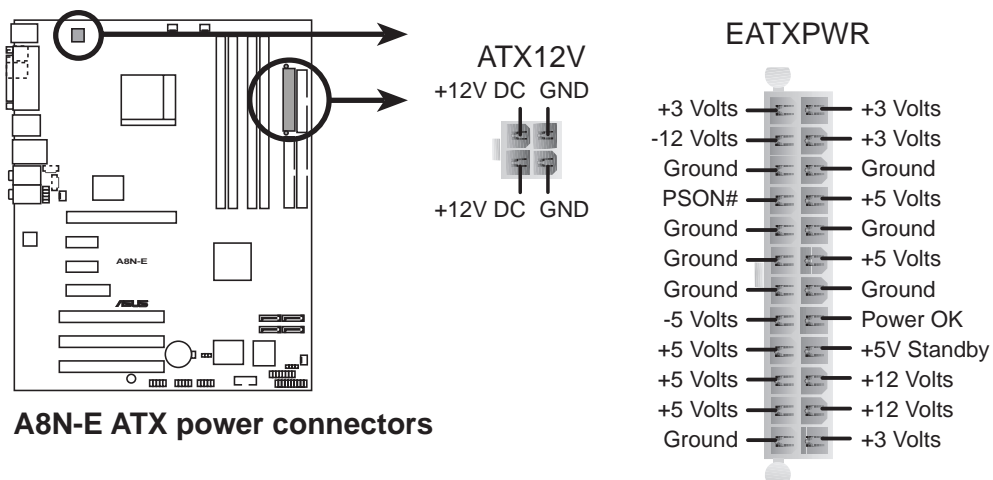 EATXPWR
ATX12V
+12V DC GND
+12V DC GND
+3 Volts +3 Volts
-12 Volts +3 Volts
Ground Ground
PSON# +5 Volts
Ground Ground
Ground +5 Volts
Ground Ground
-5 Volts Power OK
+5 Volts +5V Standby
+5 Volts +12 Volts
+5 Volts +12 Volts
Ground +3 Volts
A8N-E
ASUS
A8N-E ATX power connectors